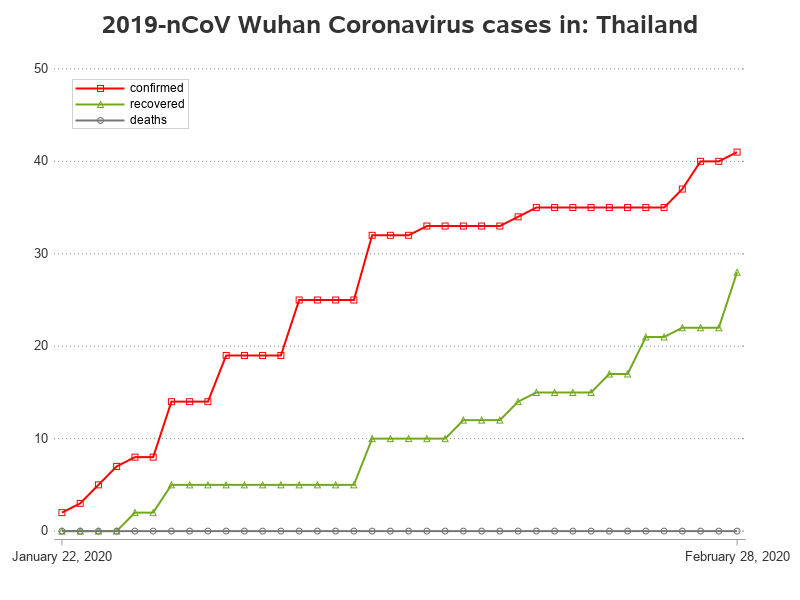 2019-nCoV Wuhan Coronavirus cases in: Thailand
50
confirmed
recovered
deaths
40
30
20
10
0
January 22, 2020 February 28, 2020